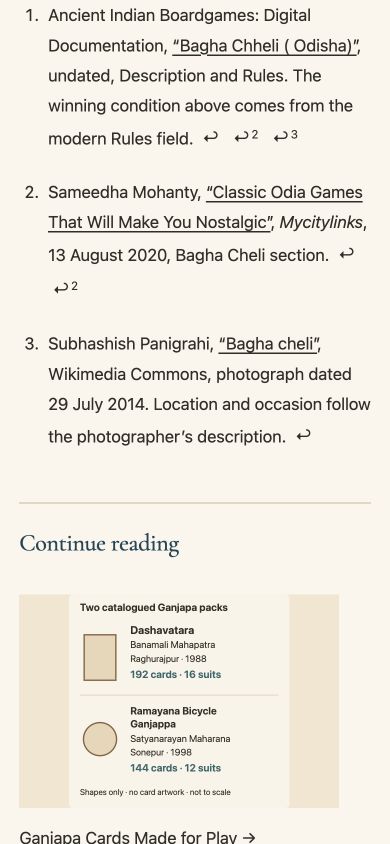 1. Ancient Indian Boardgames: Digital
Documentation, “Bagha Chheli ( Odisha)”,
undated, Description and Rules. The
winning condition above comes from the
modern Rules field. ↩ ↩2 ↩3
2. Sameedha Mohanty, “Classic Odia Games
That Will Make You Nostalgic”, Mycitylinks,
13 August 2020, Bagha Cheli section. ↩
↩2
3. Subhashish Panigrahi, “Bagha cheli”,
Wikimedia Commons, photograph dated
29 July 2014. Location and occasion follow
the photographer’s description. ↩
Continue reading
Two catalogued Ganjapa packs
Dashavatara
Banamali Mahapatra
Raghurajpur · 1988
192 cards · 16 suits
Ramayana Bicycle
Ganjappa
Satyanarayan Maharana
Sonepur · 1998
144 cards · 12 suits
Shapes only · no card artwork · not to scale
Ganjapa Cards Made for Play →